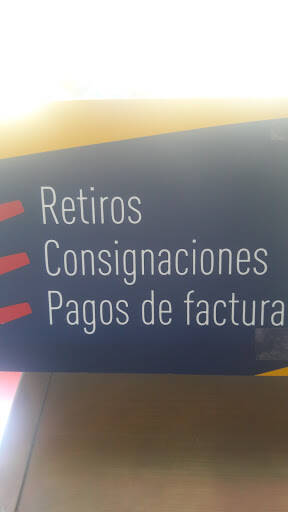 Retiros
Consignaciones
Pagos de factura